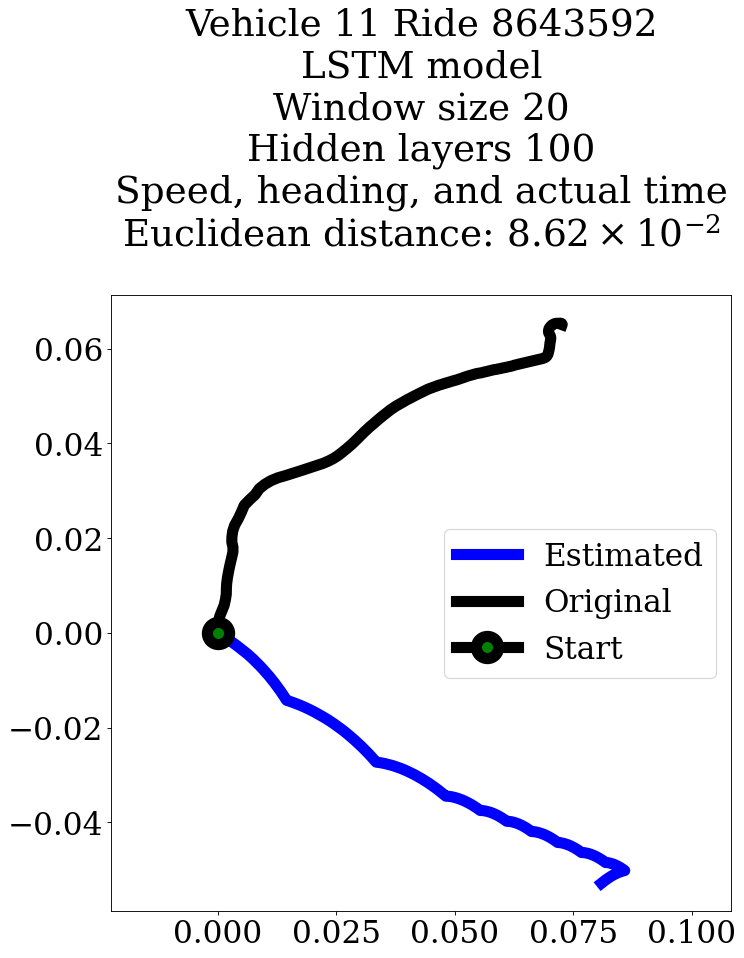 Vehicle 11 Ride 8643592
LSTM model
Window size 20
Hidden layers 100
Speed, heading, and actual time
Euclidean distance: 8.62 × 10⁻²
0.06
0.04
0.02
0.00
−0.02
−0.04
Estimated
Original
Start
0.000 0.025 0.050 0.075 0.100